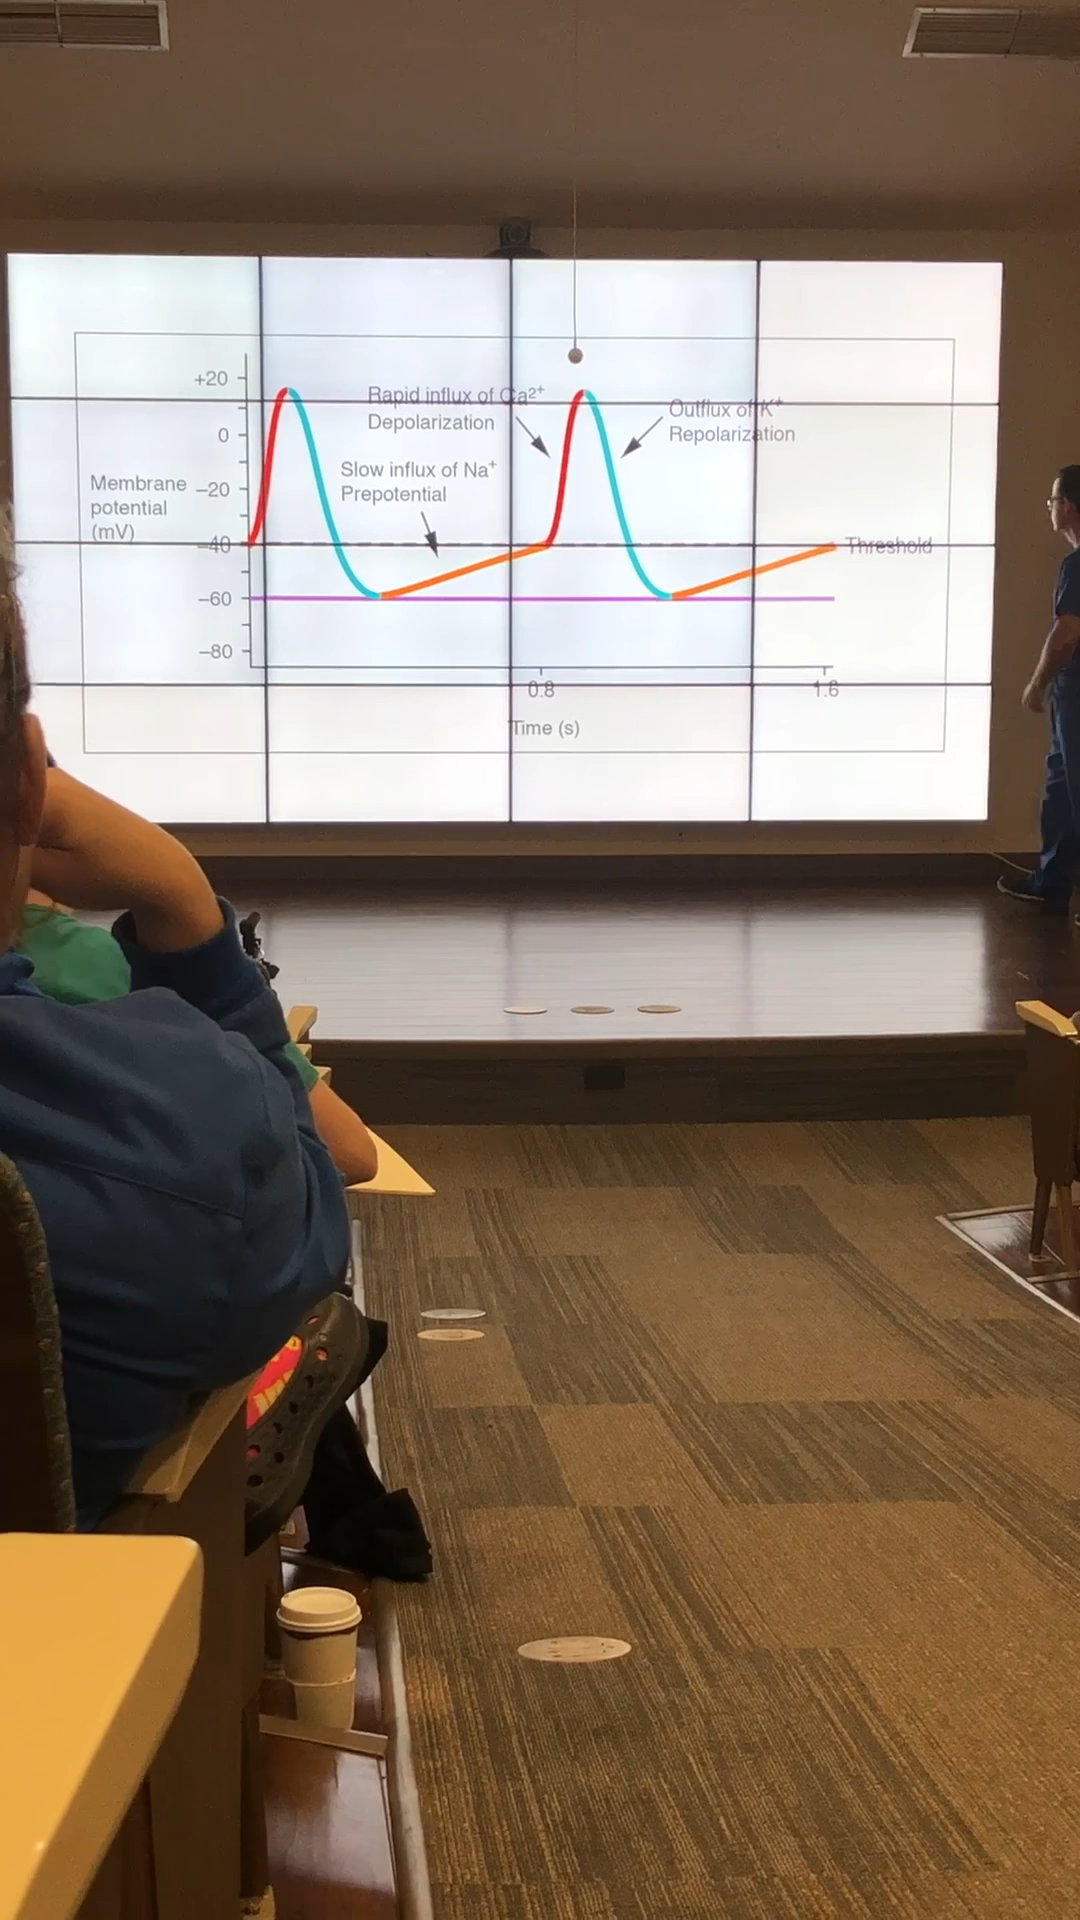 +20
Rapid influx of Ca²⁺
Depolarization
Outflux of K⁺
Repolarization
0
Slow influx of Na⁺
Prepotential
Membrane
potential
(mV)
–20
–40
Threshold
–60
–80
0.8
1.6
Time (s)